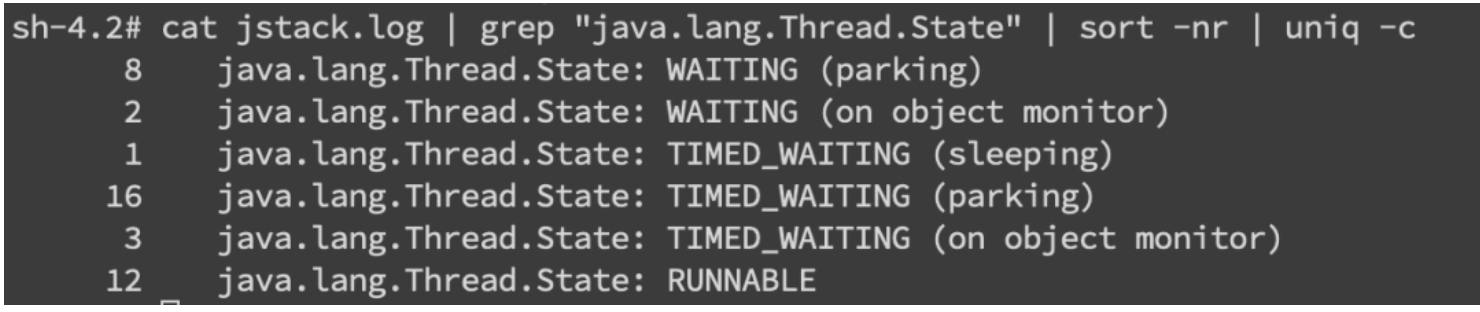 sh-4.2# cat jstack.log | grep "java.lang.Thread.State" | sort -nr | uniq -c
8 java.lang.Thread.State: WAITING (parking)
2 java.lang.Thread.State: WAITING (on object monitor)
1 java.lang.Thread.State: TIMED_WAITING (sleeping)
16 java.lang.Thread.State: TIMED_WAITING (parking)
3 java.lang.Thread.State: TIMED_WAITING (on object monitor)
12 java.lang.Thread.State: RUNNABLE